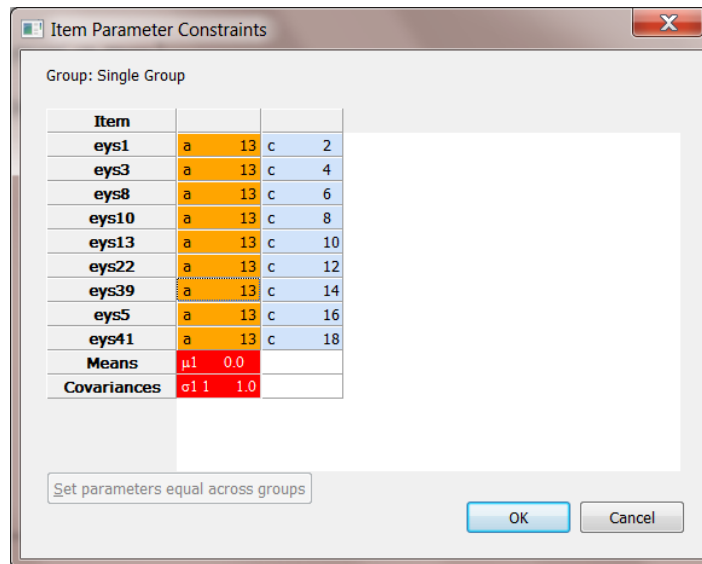 Item Parameter Constraints
X
Group: Single Group
Item
eys1 a 13 c 2
eys3 a 13 c 4
eys8 a 13 c 6
eys10 a 13 c 8
eys13 a 13 c 10
eys22 a 13 c 12
eys39 a 13 c 14
eys5 a 13 c 16
eys41 a 13 c 18
Means μ1 0.0
Covariances σ1 1 1.0
Set parameters equal across groups
OK Cancel